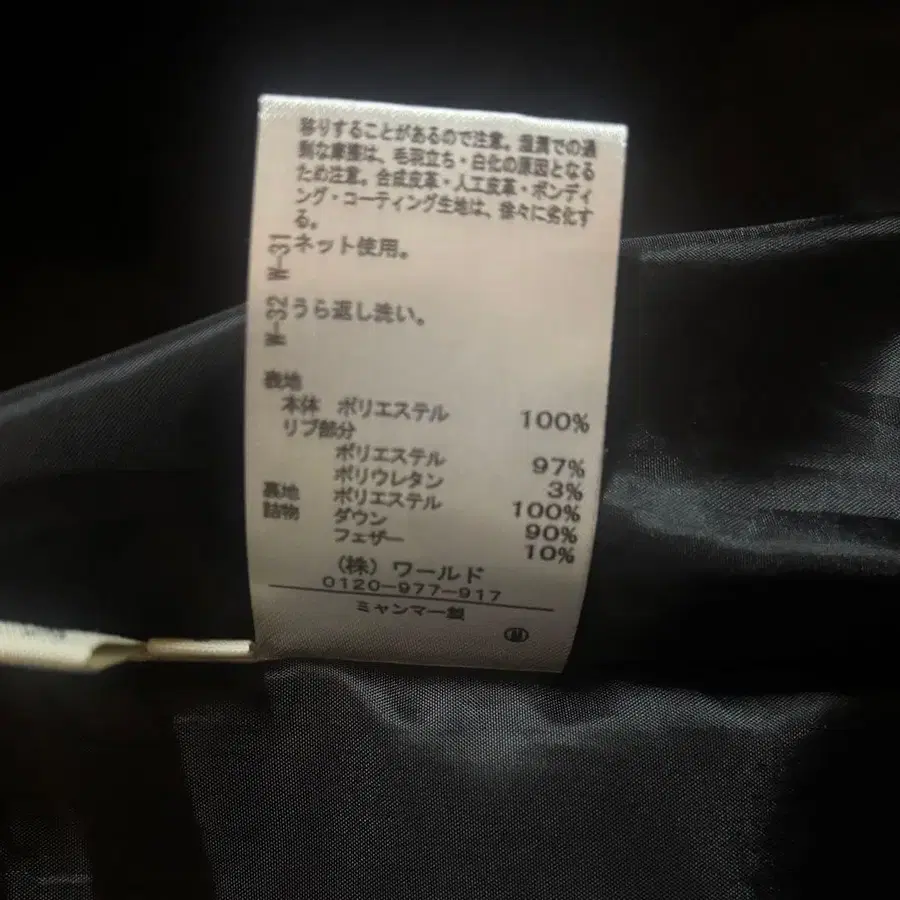 移りすることがあるので注意。湿潤での過
剰な摩擦は、毛羽立ち・白化の原因となる
ため注意。合成皮革・人工皮革・ボンディ
ング・コーティング生地は、徐々に劣化す
る。
W-31 ネット使用。
W-32 うら返し洗い。
表地
本体 ポリエステル 100%
リブ部分
ポリエステル 97%
ポリウレタン 3%
裏地 ポリエステル 100%
詰物 ダウン 90%
フェザー 10%
(株) ワールド
0120-977-917
ミャンマー製